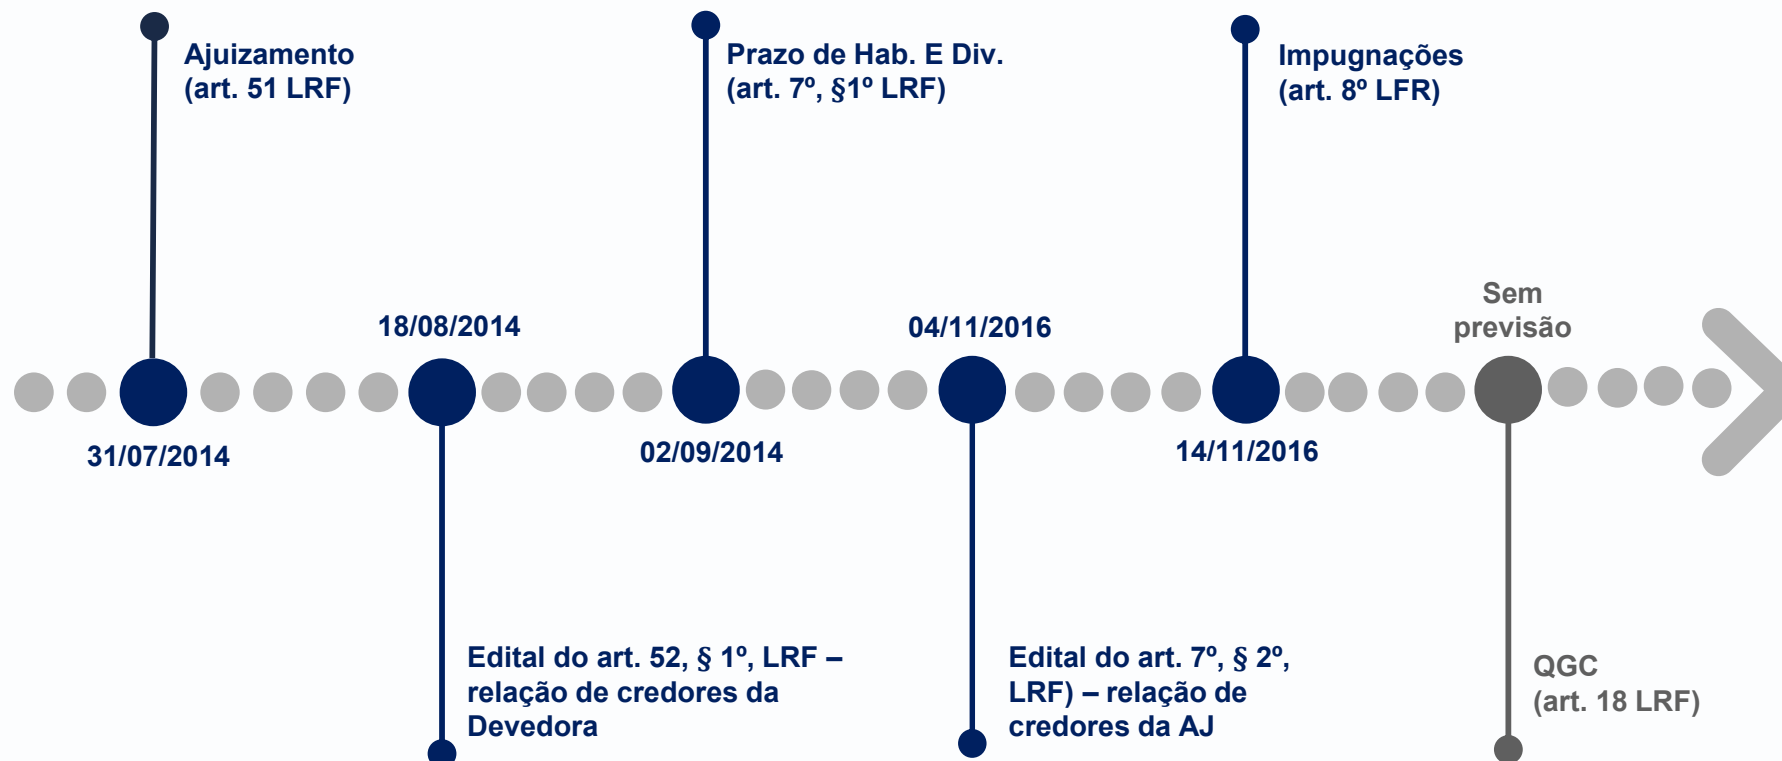 Ajuizamento
(art. 51 LRF)
Prazo de Hab. E Div.
(art. 7º, §1º LRF)
Impugnações
(art. 8º LFR)
18/08/2014
04/11/2016
Sem
previsão
31/07/2014
02/09/2014
14/11/2016
Edital do art. 52, § 1º, LRF –
relação de credores da
Devedora
Edital do art. 7º, § 2º,
LRF) – relação de
credores da AJ
QGC
(art. 18 LRF)